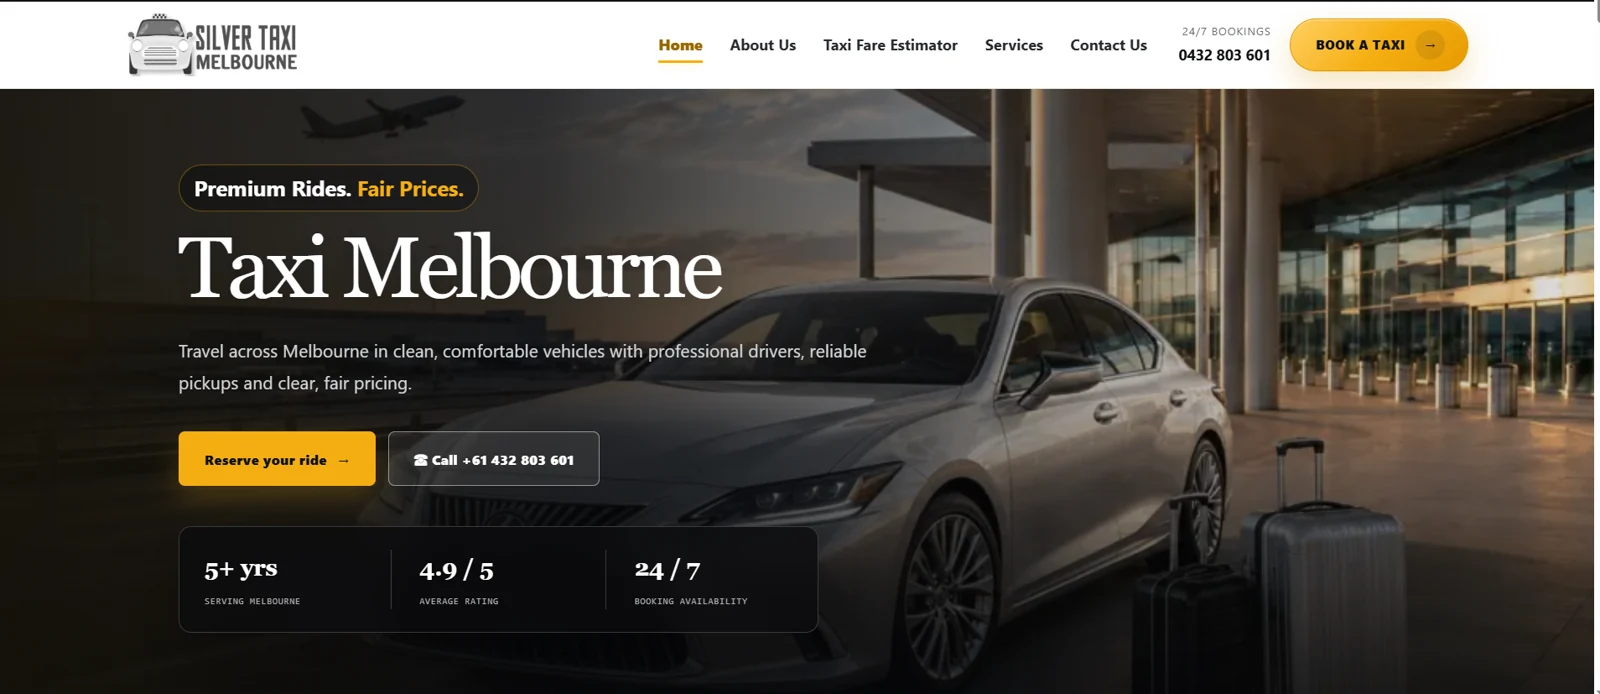 SILVER TAXI
MELBOURNE
Home
About Us
Taxi Fare Estimator
Services
Contact Us
24/7 BOOKINGS
0432 803 601
BOOK A TAXI →
Premium Rides. Fair Prices.
Taxi Melbourne
Travel across Melbourne in clean, comfortable vehicles with professional drivers, reliable
pickups and clear, fair pricing.
Reserve your ride →
☎ Call +61 432 803 601
5+ yrs
SERVING MELBOURNE
4.9 / 5
AVERAGE RATING
24 / 7
BOOKING AVAILABILITY